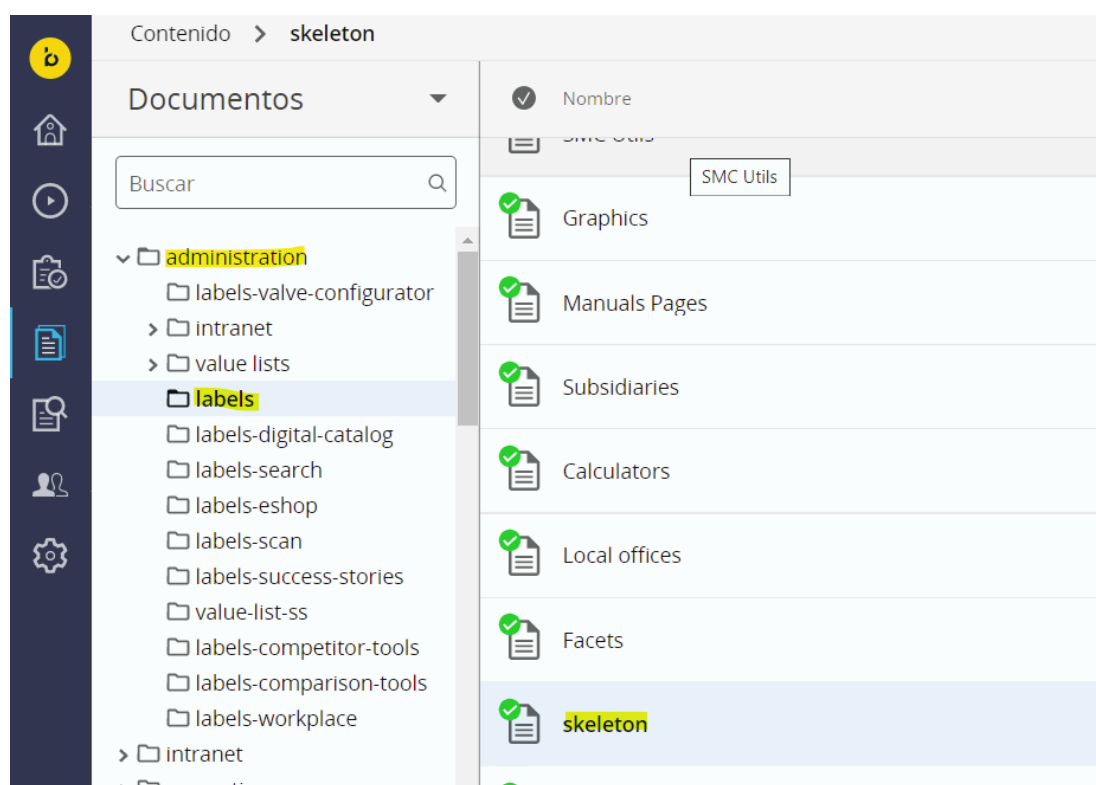 Contenido > skeleton
Documentos
Nombre
Buscar
SMC Utils
SMC Utils
administration
labels-valve-configurator
intranet
value lists
labels
labels-digital-catalog
labels-search
labels-eshop
labels-scan
labels-success-stories
value-list-ss
labels-competitor-tools
labels-comparison-tools
labels-workplace
intranet
Graphics
Manuals Pages
Subsidiaries
Calculators
Local offices
Facets
skeleton